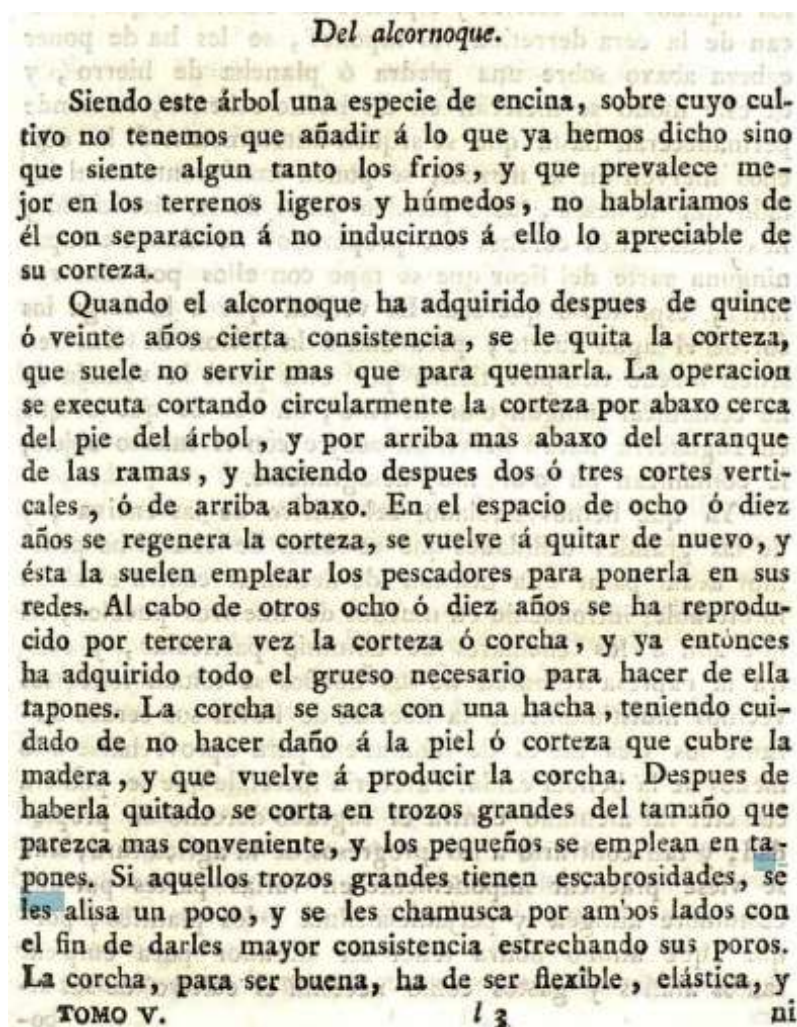 Del alcornoque.
Siendo este árbol una especie de encina, sobre cuyo cul-
tivo no tenemos que añadir á lo que ya hemos dicho sino
que siente algun tanto los frios, y que prevalece me-
jor en los terrenos ligeros y húmedos, no hablariamos de
él con separacion á no inducirnos á ello lo apreciable de
su corteza.
Quando el alcornoque ha adquirido despues de quince
ó veinte años cierta consistencia, se le quita la corteza,
que suele no servir mas que para quemarla. La operacion
se executa cortando circularmente la corteza por abaxo cerca
del pie del árbol, y por arriba mas abaxo del arranque
de las ramas, y haciendo despues dos ó tres cortes verti-
cales, ó de arriba abaxo. En el espacio de ocho ó diez
años se regenera la corteza, se vuelve á quitar de nuevo, y
ésta la suelen emplear los pescadores para ponerla en sus
redes. Al cabo de otros ocho ó diez años se ha reprodu-
cido por tercera vez la corteza ó corcha, y ya entónces
ha adquirido todo el grueso necesario para hacer de ella
tapones. La corcha se saca con una hacha, teniendo cui-
dado de no hacer daño á la piel ó corteza que cubre la
madera, y que vuelve á producir la corcha. Despues de
haberla quitado se corta en trozos grandes del tamaño que
parezca mas conveniente, y los pequeños se emplean en ta-
pones. Si aquellos trozos grandes tienen escabrosidades, se
les alisa un poco, y se les chamusca por ambos lados con
el fin de darles mayor consistencia estrechando sus poros.
La corcha, para ser buena, ha de ser flexible, elástica, y
TOMO V. l 3 ni